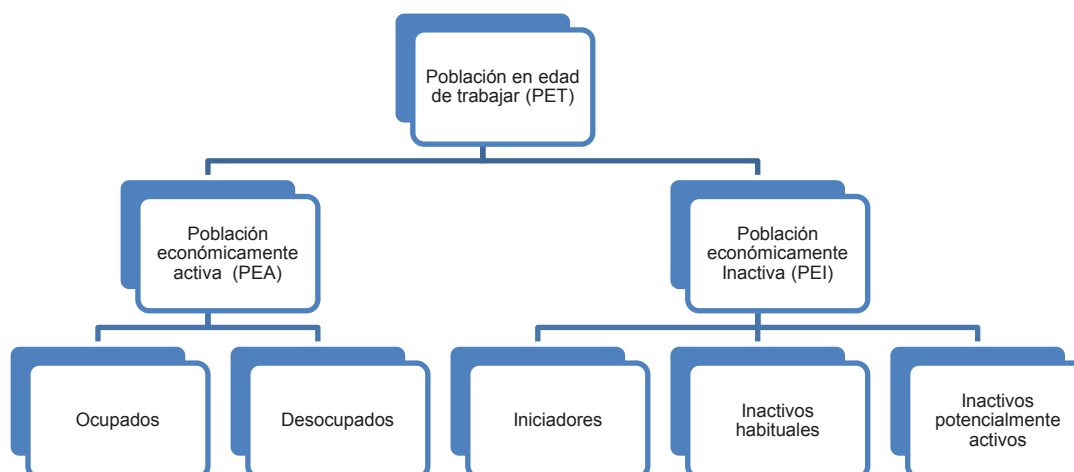 Población en edad
de trabajar (PET)
Población
económicamente
activa (PEA)
Población
económicamente
Inactiva (PEI)
Ocupados
Desocupados
Iniciadores
Inactivos
habituales
Inactivos
potencialmente
activos